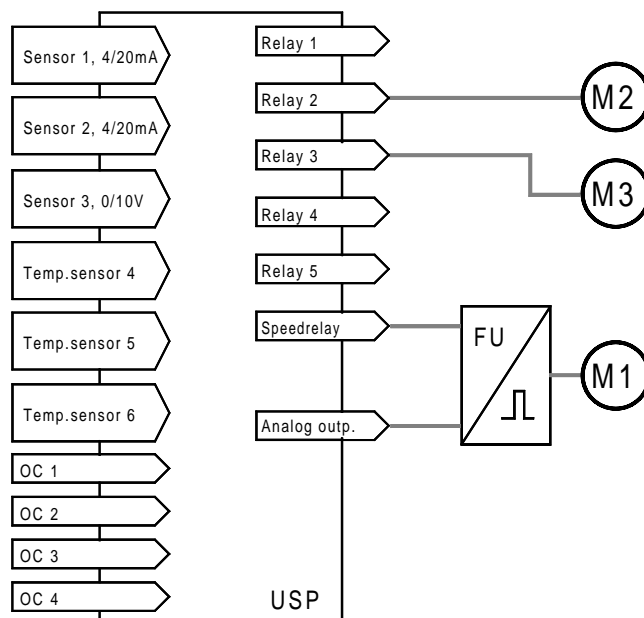 Sensor 1, 4/20mA
Sensor 2, 4/20mA
Sensor 3, 0/10V
Temp.sensor 4
Temp.sensor 5
Temp.sensor 6
OC 1
OC 2
OC 3
OC 4
Relay 1
Relay 2
Relay 3
Relay 4
Relay 5
Speedrelay
Analog outp.
USP
FU
M2
M3
M1